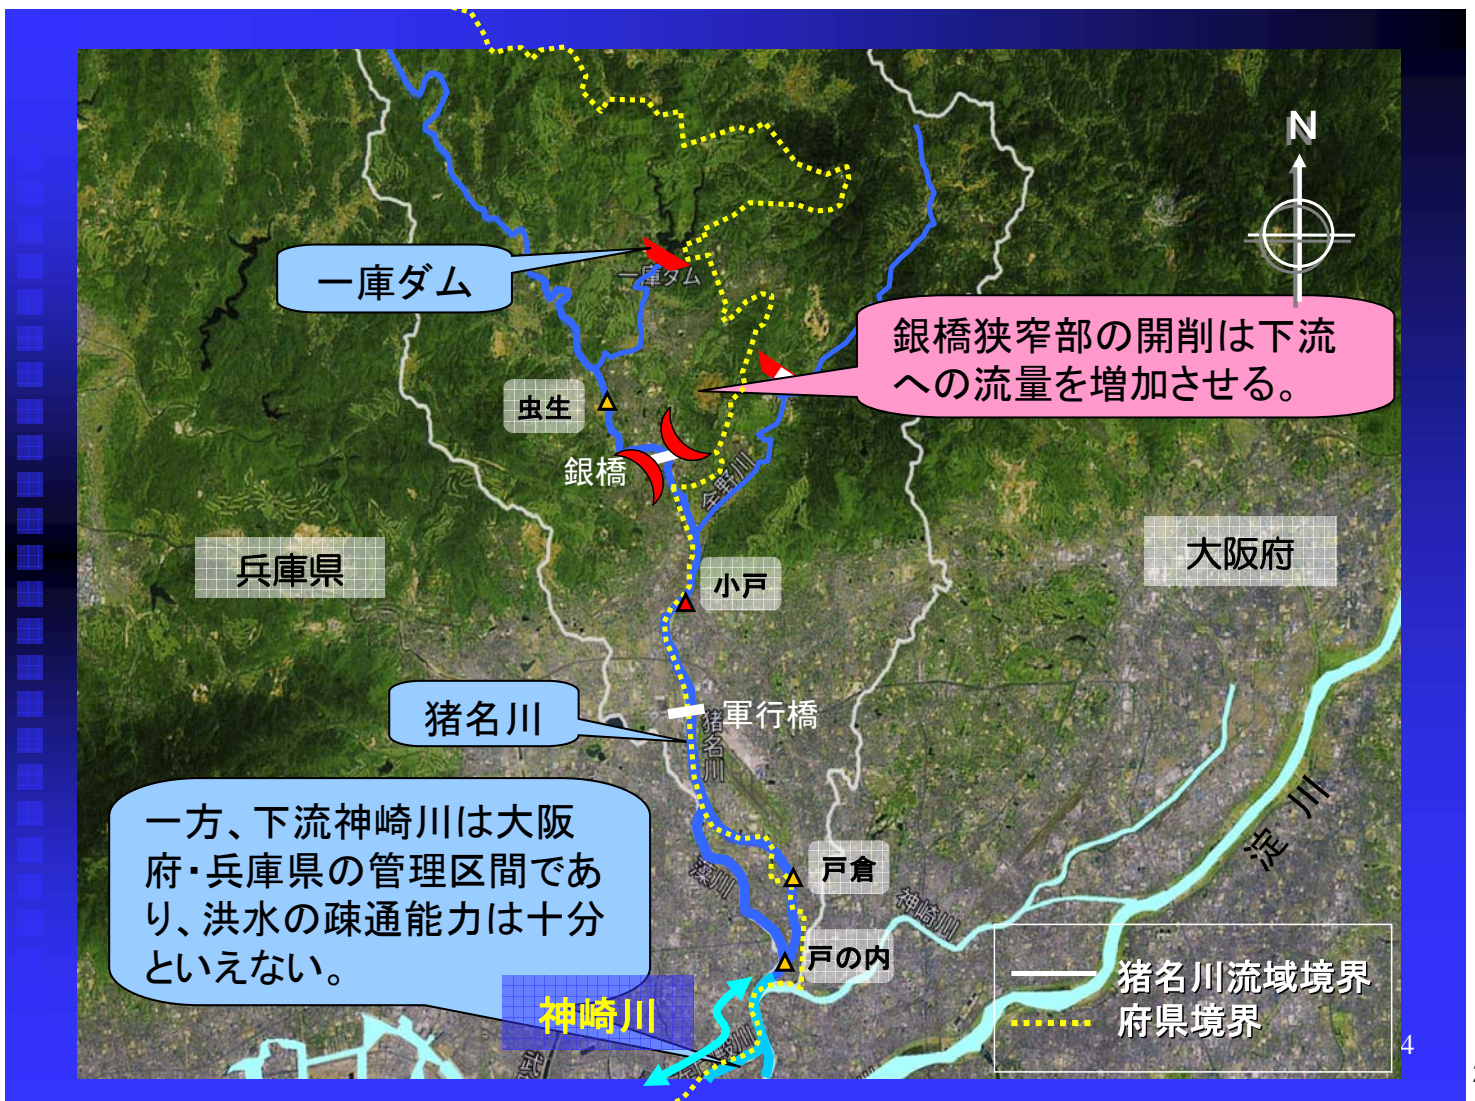 N
一庫ダム
一庫ダム
銀橋狭窄部の開削は下流
への流量を増加させる。
虫生
銀橋
余野川
兵庫県
大阪府
小戸
猪名川
軍行橋
猪名川
一方、下流神崎川は大阪
府・兵庫県の管理区間であ
り、洪水の疎通能力は十分
といえない。
淀川
戸倉
藻川
神崎川
戸の内
神崎川
猪名川流域境界
府県境界
4